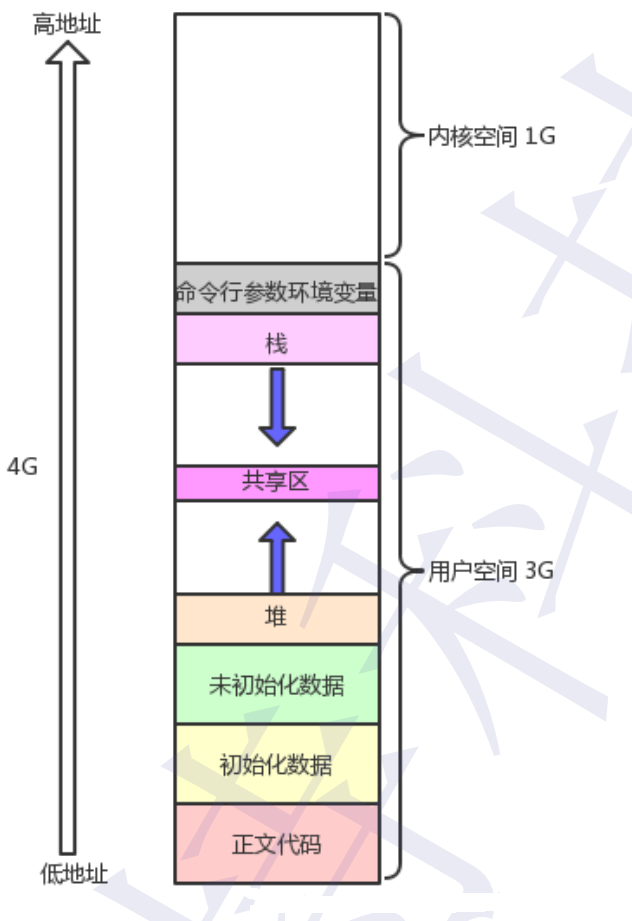 高地址
内核空间 1G
命令行参数环境变量
栈
4G
共享区
用户空间 3G
堆
未初始化数据
初始化数据
正文代码
低地址